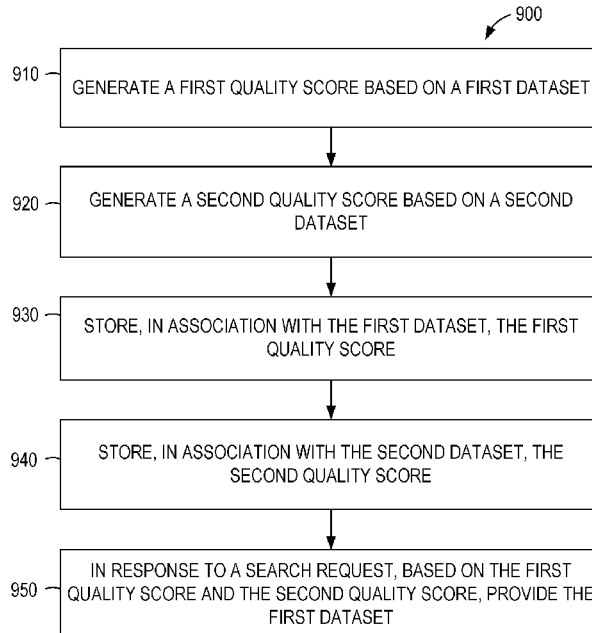 900
910
GENERATE A FIRST QUALITY SCORE BASED ON A FIRST DATASET
920
GENERATE A SECOND QUALITY SCORE BASED ON A SECOND
DATASET
930
STORE, IN ASSOCIATION WITH THE FIRST DATASET, THE FIRST
QUALITY SCORE
940
STORE, IN ASSOCIATION WITH THE SECOND DATASET, THE
SECOND QUALITY SCORE
950
IN RESPONSE TO A SEARCH REQUEST, BASED ON THE FIRST
QUALITY SCORE AND THE SECOND QUALITY SCORE, PROVIDE THE
FIRST DATASET